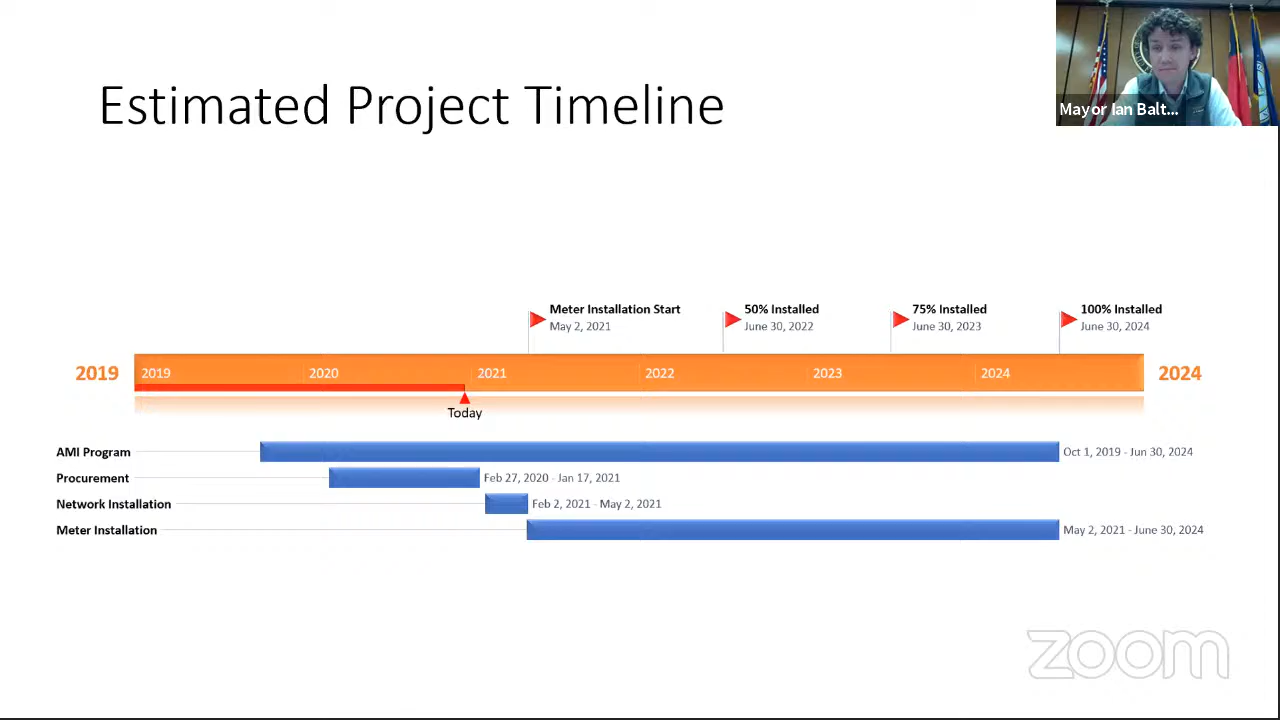 Estimated Project Timeline
Mayor Ian Balt...
Meter Installation Start
May 2, 2021
50% Installed
June 30, 2022
75% Installed
June 30, 2023
100% Installed
June 30, 2024
2019
2019
2020
2021
2022
2023
2024
2024
Today
AMI Program
Oct 1, 2019 - Jun 30, 2024
Procurement
Feb 27, 2020 - Jan 17, 2021
Network Installation
Feb 2, 2021 - May 2, 2021
Meter Installation
May 2, 2021 - June 30, 2024
zoom